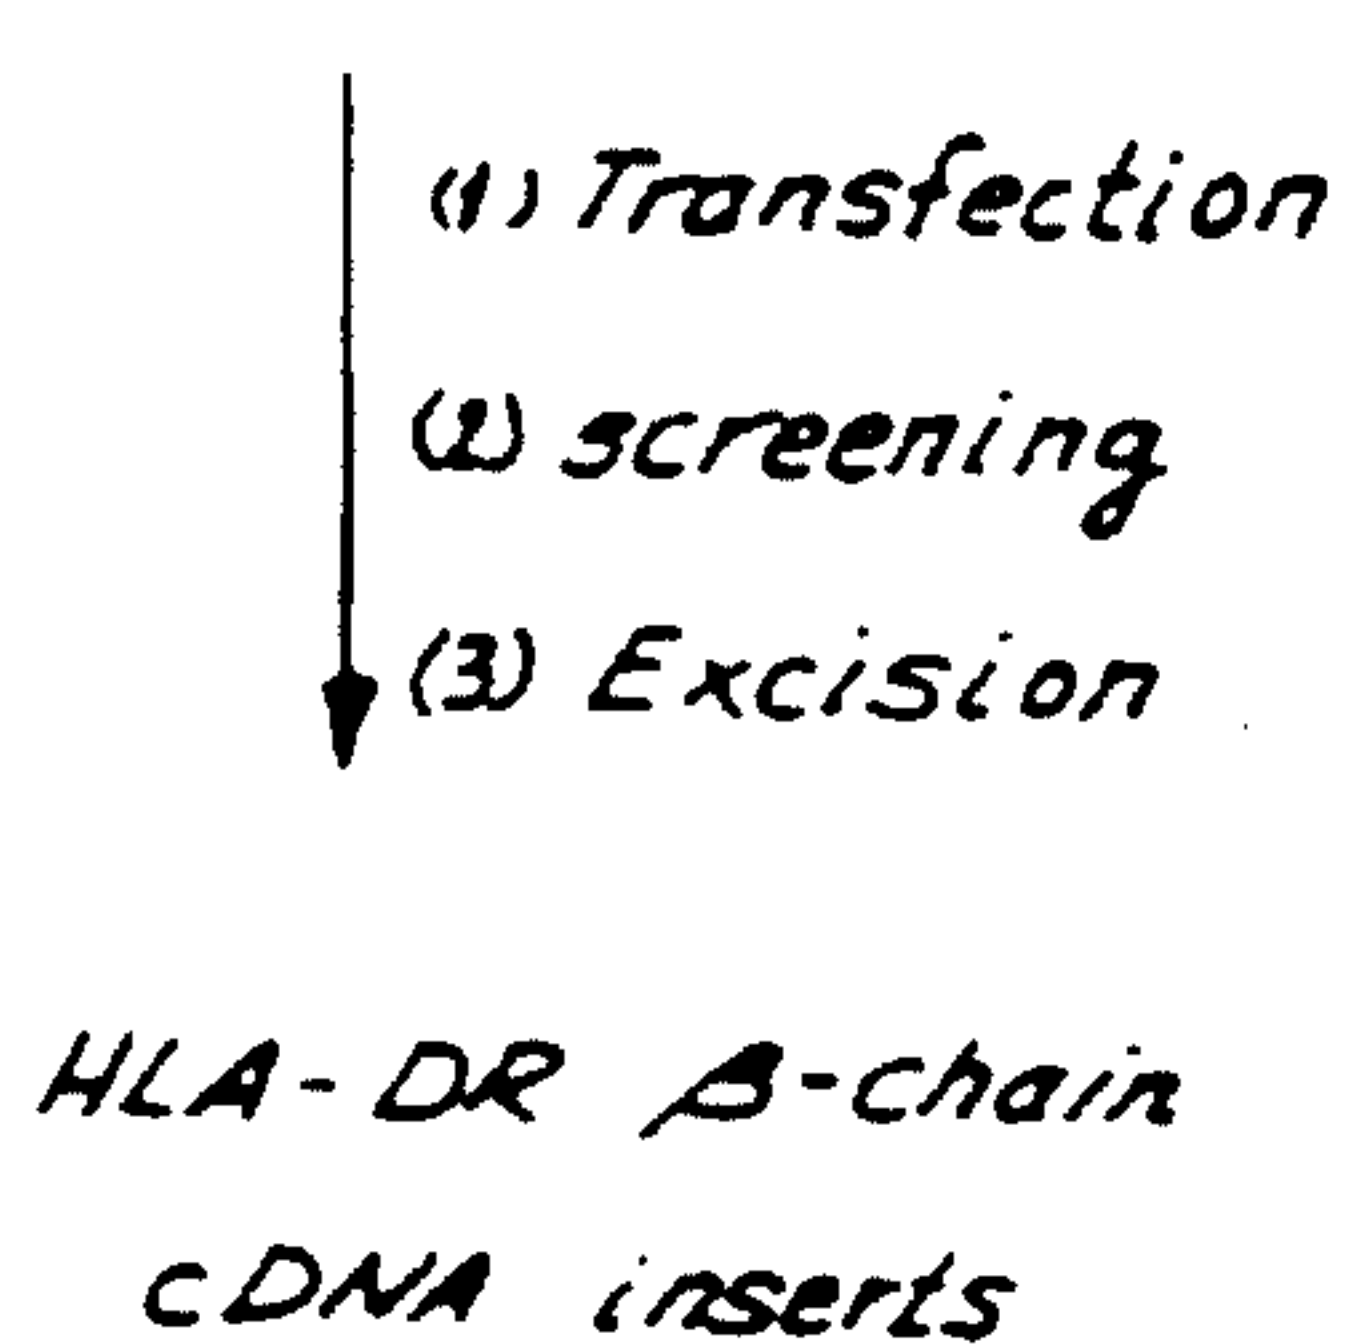 (1) Transfection
(2) screening
(3) Excision
HLA-DR β-chain
cDNA inserts